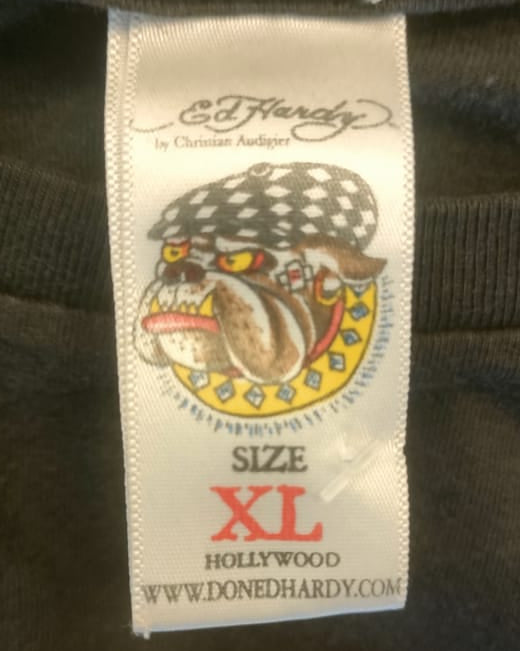 Ed Hardy
by Christian Audigier
SIZE
XL
HOLLYWOOD
WWW.DONEDHARDY.COM